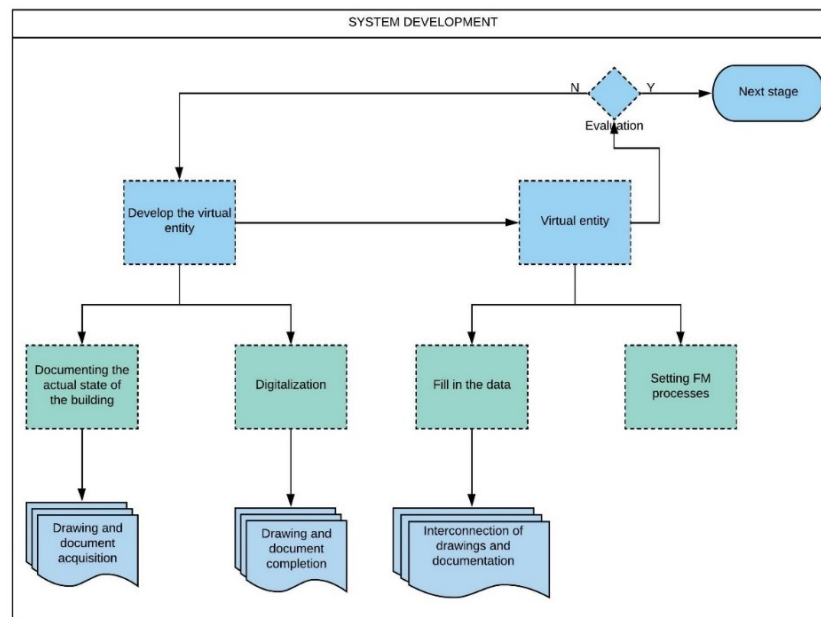 SYSTEM DEVELOPMENT
N
Y
Next stage
Evaluation
Develop the virtual
entity
Virtual entity
Documenting the
actual state of
the building
Digitalization
Fill in the data
Setting FM
processes
Drawing and
document
acquisition
Drawing and
document
completion
Interconnection of
drawings and
documentation